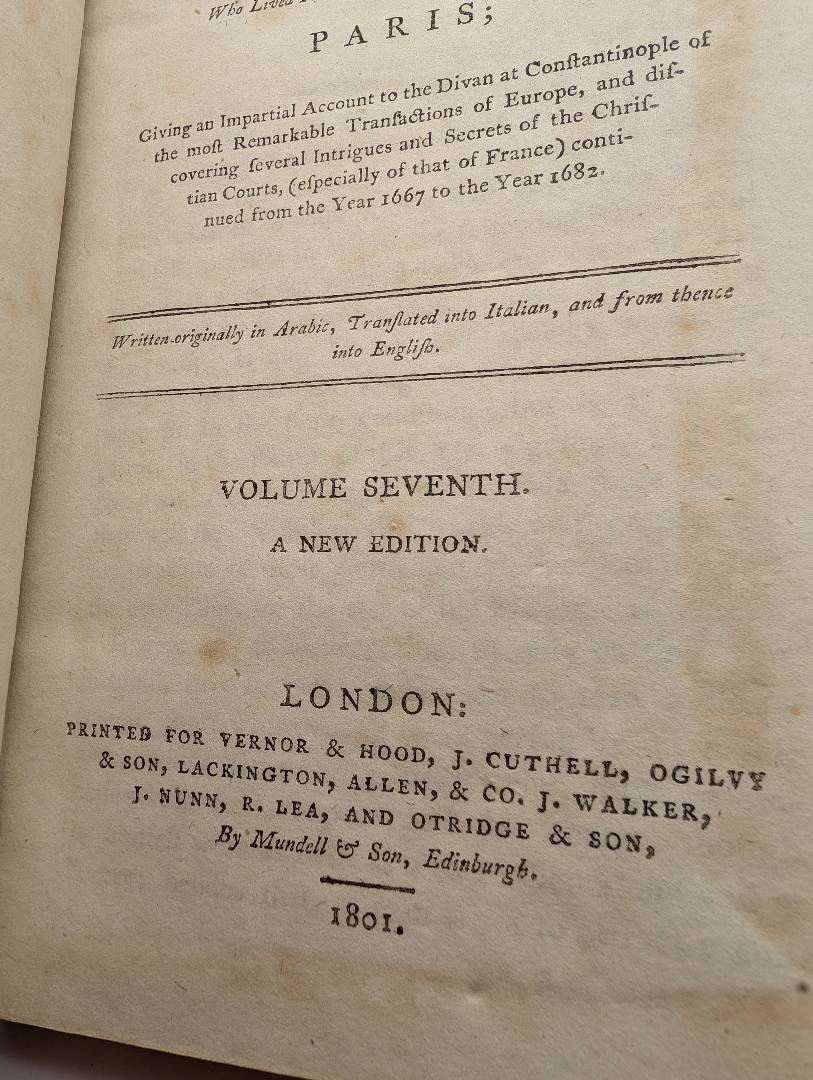 Who Lived
PARIS;
Giving an Impartial Account to the Divan at Conſtantinople of
the moſt Remarkable Tranſactions of Europe, and diſ-
covering ſeveral Intrigues and Secrets of the Chriſ-
tian Courts, (eſpecially of that of France) conti-
nued from the Year 1667 to the Year 1682.
Written originally in Arabic, Tranſlated into Italian, and from thence
into Engliſh.
VOLUME SEVENTH.
A NEW EDITION.
LONDON:
PRINTED FOR VERNOR & HOOD, J. CUTHELL, OGILVY
& SON, LACKINGTON, ALLEN, & CO. J. WALKER,
J. NUNN, R. LEA, AND OTRIDGE & SON,
By Mundell & Son, Edinburgh.
1801.